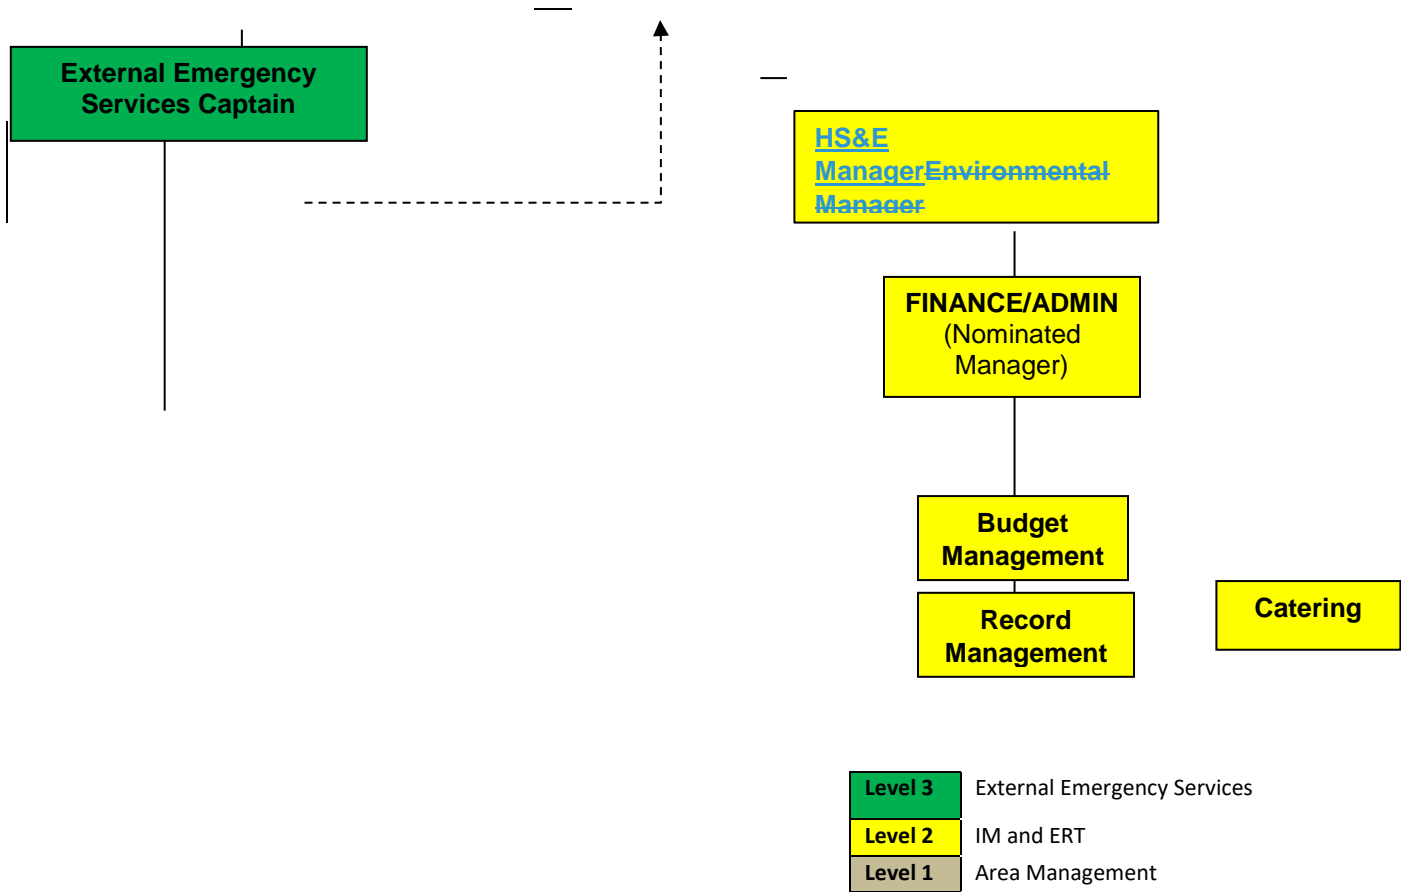 External Emergency
Services Captain
HS&E
ManagerEnvironmental
Manager
FINANCE/ADMIN
(Nominated
Manager)
Budget
Management
Record
Management
Catering
Level 3 External Emergency Services
Level 2 IM and ERT
Level 1 Area Management